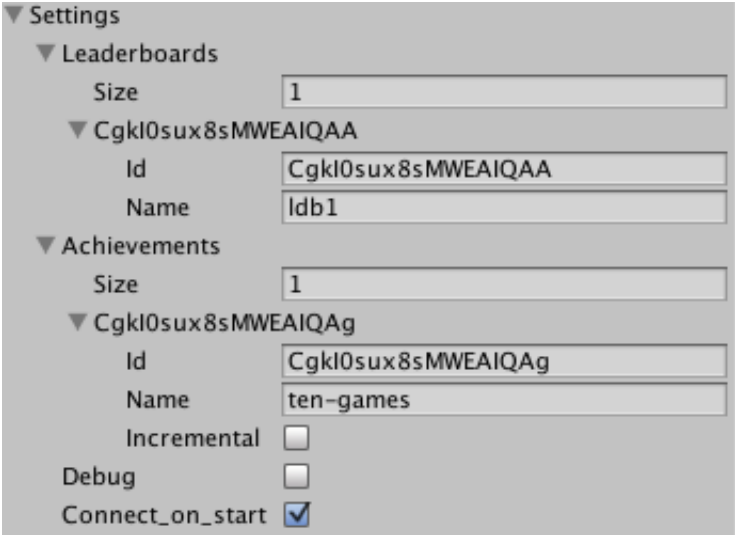 Settings
Leaderboards
Size 1
CgkI0sux8sMWEAIQAA
Id CgkI0sux8sMWEAIQAA
Name ldb1
Achievements
Size 1
CgkI0sux8sMWEAIQAg
Id CgkI0sux8sMWEAIQAg
Name ten-games
Incremental
Debug
Connect_on_start